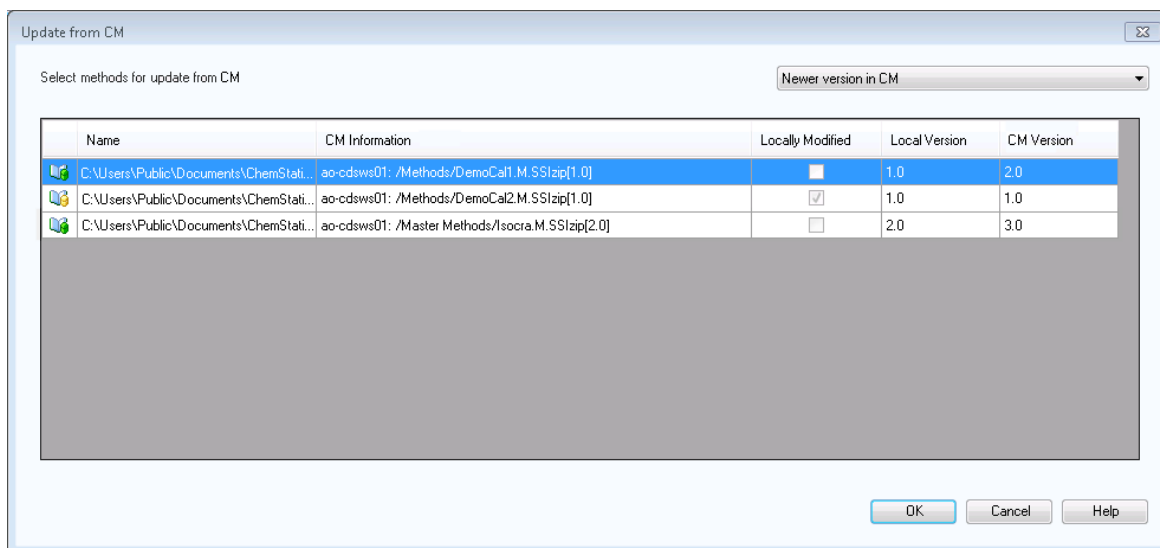 Update from CM
Select methods for update from CM
Newer version in CM
Name CM Information Locally Modified Local Version CM Version
C:\Users\Public\Documents\ChemStati... ao-cdsws01: /Methods/DemoCal1.M.SSIzip[1.0] 1.0 2.0
C:\Users\Public\Documents\ChemStati... ao-cdsws01: /Methods/DemoCal2.M.SSIzip[1.0] 1.0 1.0
C:\Users\Public\Documents\ChemStati... ao-cdsws01: /Master Methods/Isocra.M.SSIzip[2.0] 2.0 3.0
OK Cancel Help